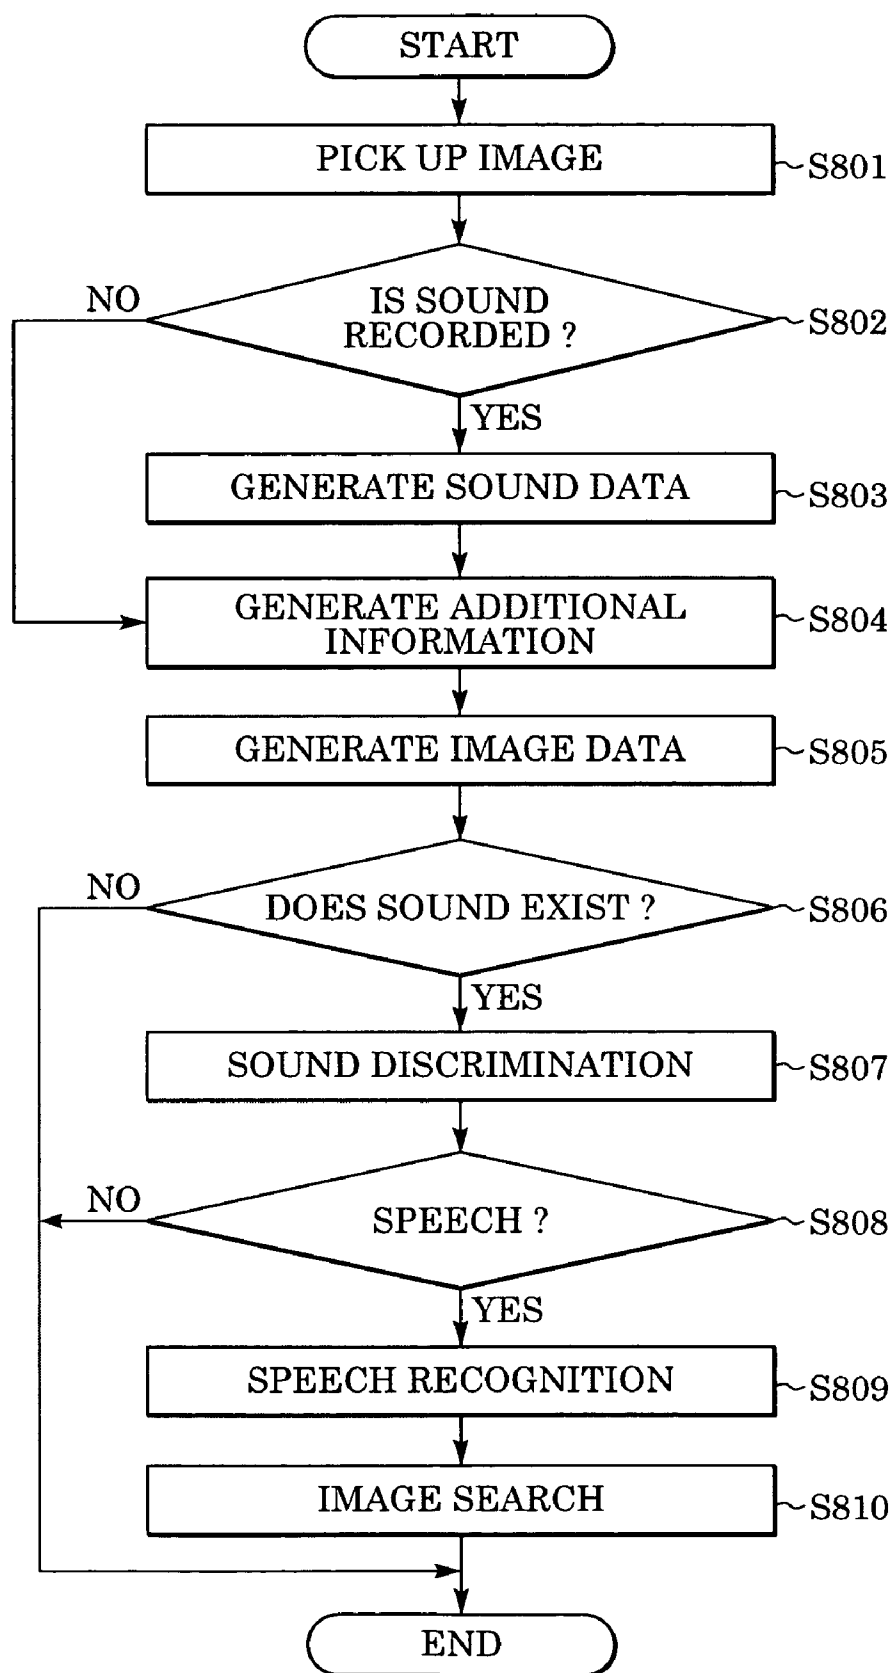 START
PICK UP IMAGE
S801
NO
IS SOUND
RECORDED ?
S802
YES
GENERATE SOUND DATA
S803
GENERATE ADDITIONAL
INFORMATION
S804
GENERATE IMAGE DATA
S805
NO
DOES SOUND EXIST ?
S806
YES
SOUND DISCRIMINATION
S807
NO
SPEECH ?
S808
YES
SPEECH RECOGNITION
S809
IMAGE SEARCH
S810
END